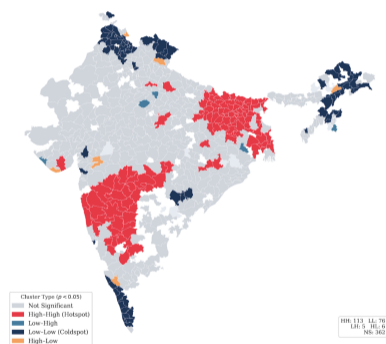 Cluster Type (p < 0.05)
Not Significant
High–High (Hotspot)
Low–High
Low–Low (Coldspot)
High–Low
HH: 113 LL: 76
LH: 5 HL: 6
NS: 362